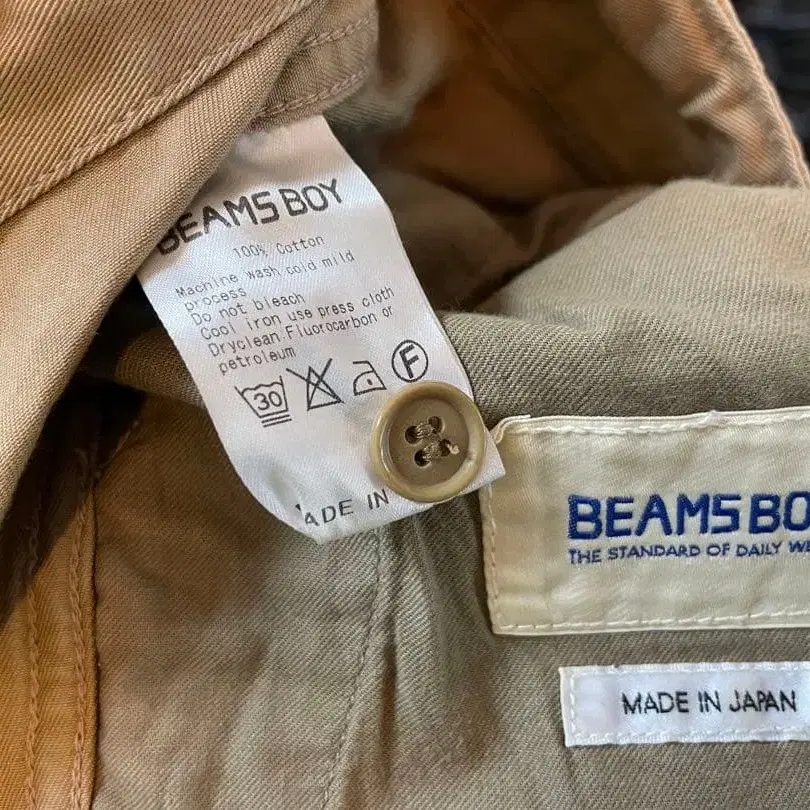 BEAMS BOY
100% Cotton
Machine wash cold mild
process
Do not bleach
Cool iron use press cloth
Dryclean Fluorocarbon or
petroleum
30
F
MADE IN
BEAMS BO
THE STANDARD OF DAILY
MADE IN JAPAN